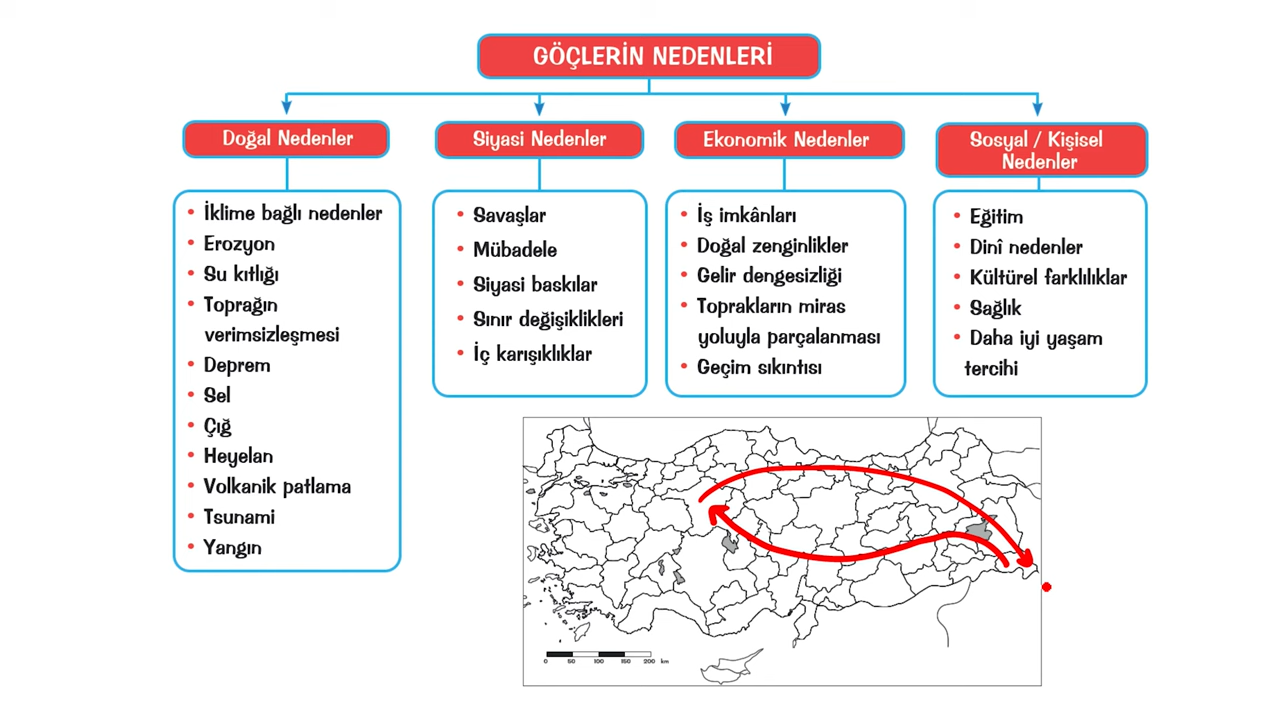 GÖÇLERİN NEDENLERİ
Doğal Nedenler
• İklime bağlı nedenler
• Erozyon
• Su kıtlığı
• Toprağın
verimsizleşmesi
• Deprem
• Sel
• Çığ
• Heyelan
• Volkanik patlama
• Tsunami
• Yangın
Siyasi Nedenler
• Savaşlar
• Mübadele
• Siyasi baskılar
• Sınır değişiklikleri
• İç karışıklıklar
Ekonomik Nedenler
• İş imkânları
• Doğal zenginlikler
• Gelir dengesizliği
• Toprakların miras
yoluyla parçalanması
• Geçim sıkıntısı
Sosyal / Kişisel
Nedenler
• Eğitim
• Dinî nedenler
• Kültürel farklılıklar
• Sağlık
• Daha iyi yaşam
tercihi
0 50 100 150 200 km